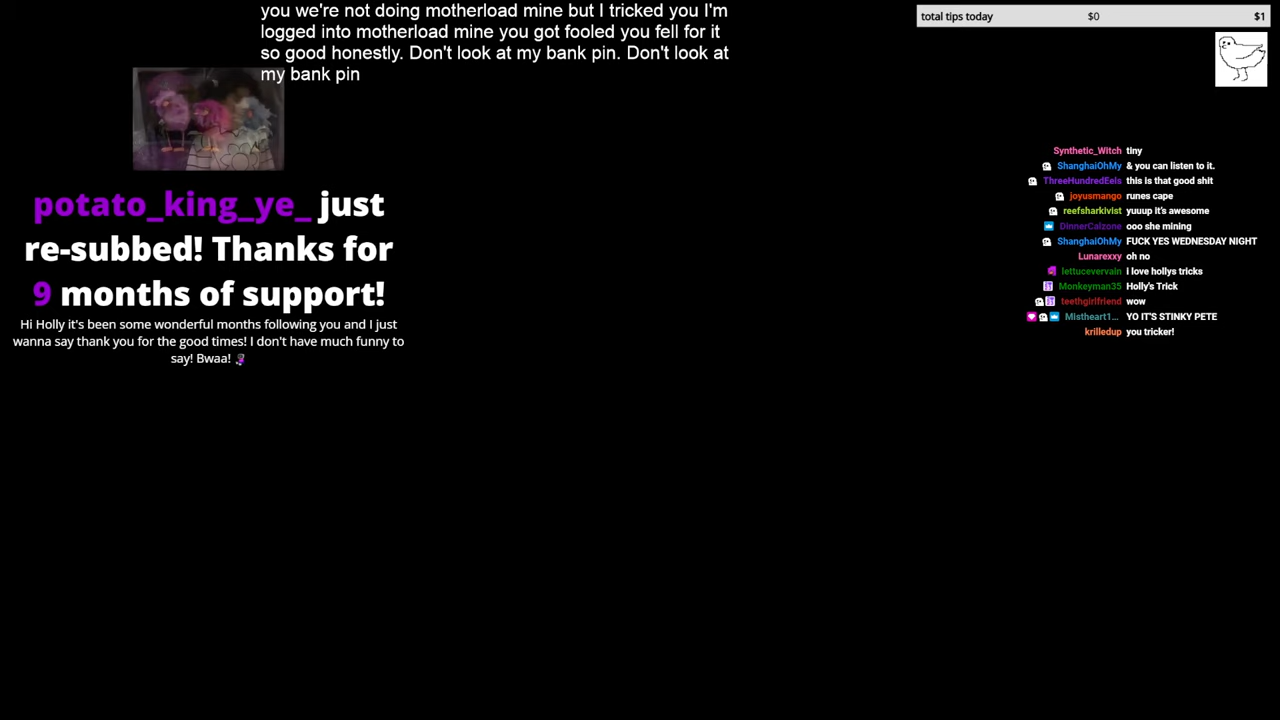 you we're not doing motherload mine but I tricked you I'm
logged into motherload mine you got fooled you fell for it
so good honestly. Don't look at my bank pin. Don't look at
my bank pin
total tips today $0 $1
potato_king_ye_ just
re-subbed! Thanks for
9 months of support!
Hi Holly it's been some wonderful months following you and I just
wanna say thank you for the good times! I don't have much funny to
say! Bwaa!
Synthetic_Witch tiny
ShanghaiOhMy & you can listen to it.
ThreeHundredEels this is that good shit
joyusmango runes cape
reefsharkivist yuuup it's awesome
DinnerCalzone ooo she mining
ShanghaiOhMy FUCK YES WEDNESDAY NIGHT
Lunarexxy oh no
lettucevervain i love hollys tricks
Monkeyman35 Holly's Trick
teethgirlfriend wow
Mistheart1... YO IT'S STINKY PETE
krilledup you tricker!